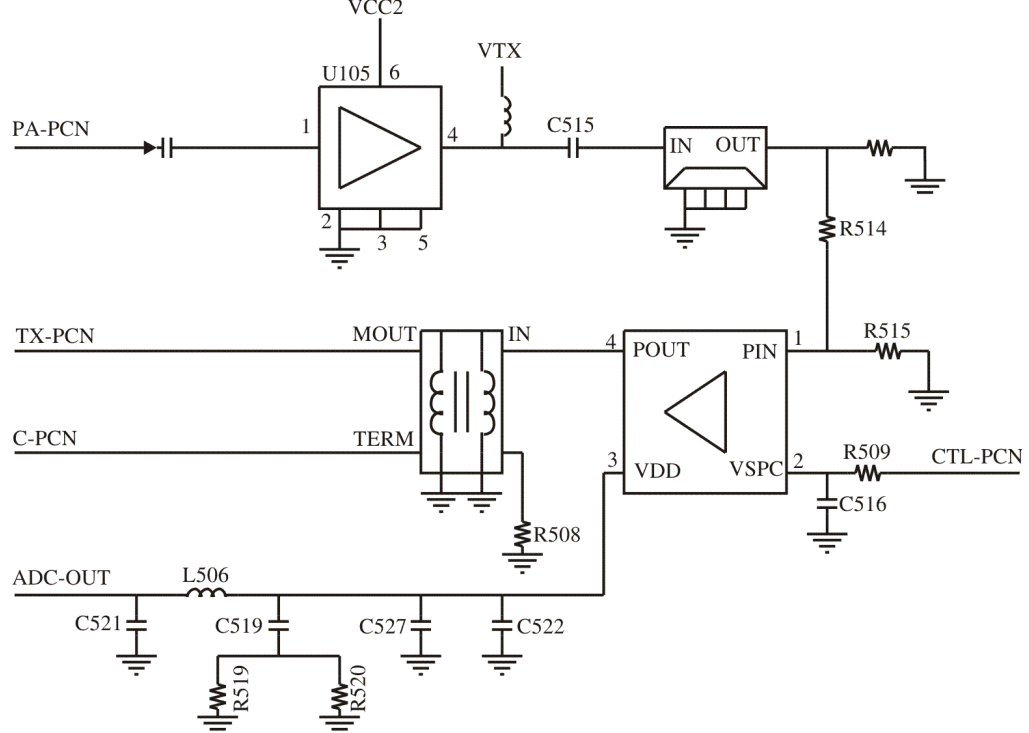 VCC2
VTX
U105 6
PA-PCN
1
4
C515
IN OUT
2
3
5
R514
TX-PCN
MOUT
IN
4
POUT
PIN
1
R515
C-PCN
TERM
3
VDD
VSPC
2
R509
CTL-PCN
C516
R508
ADC-OUT
L506
C521
C519
C527
C522
R519
R520